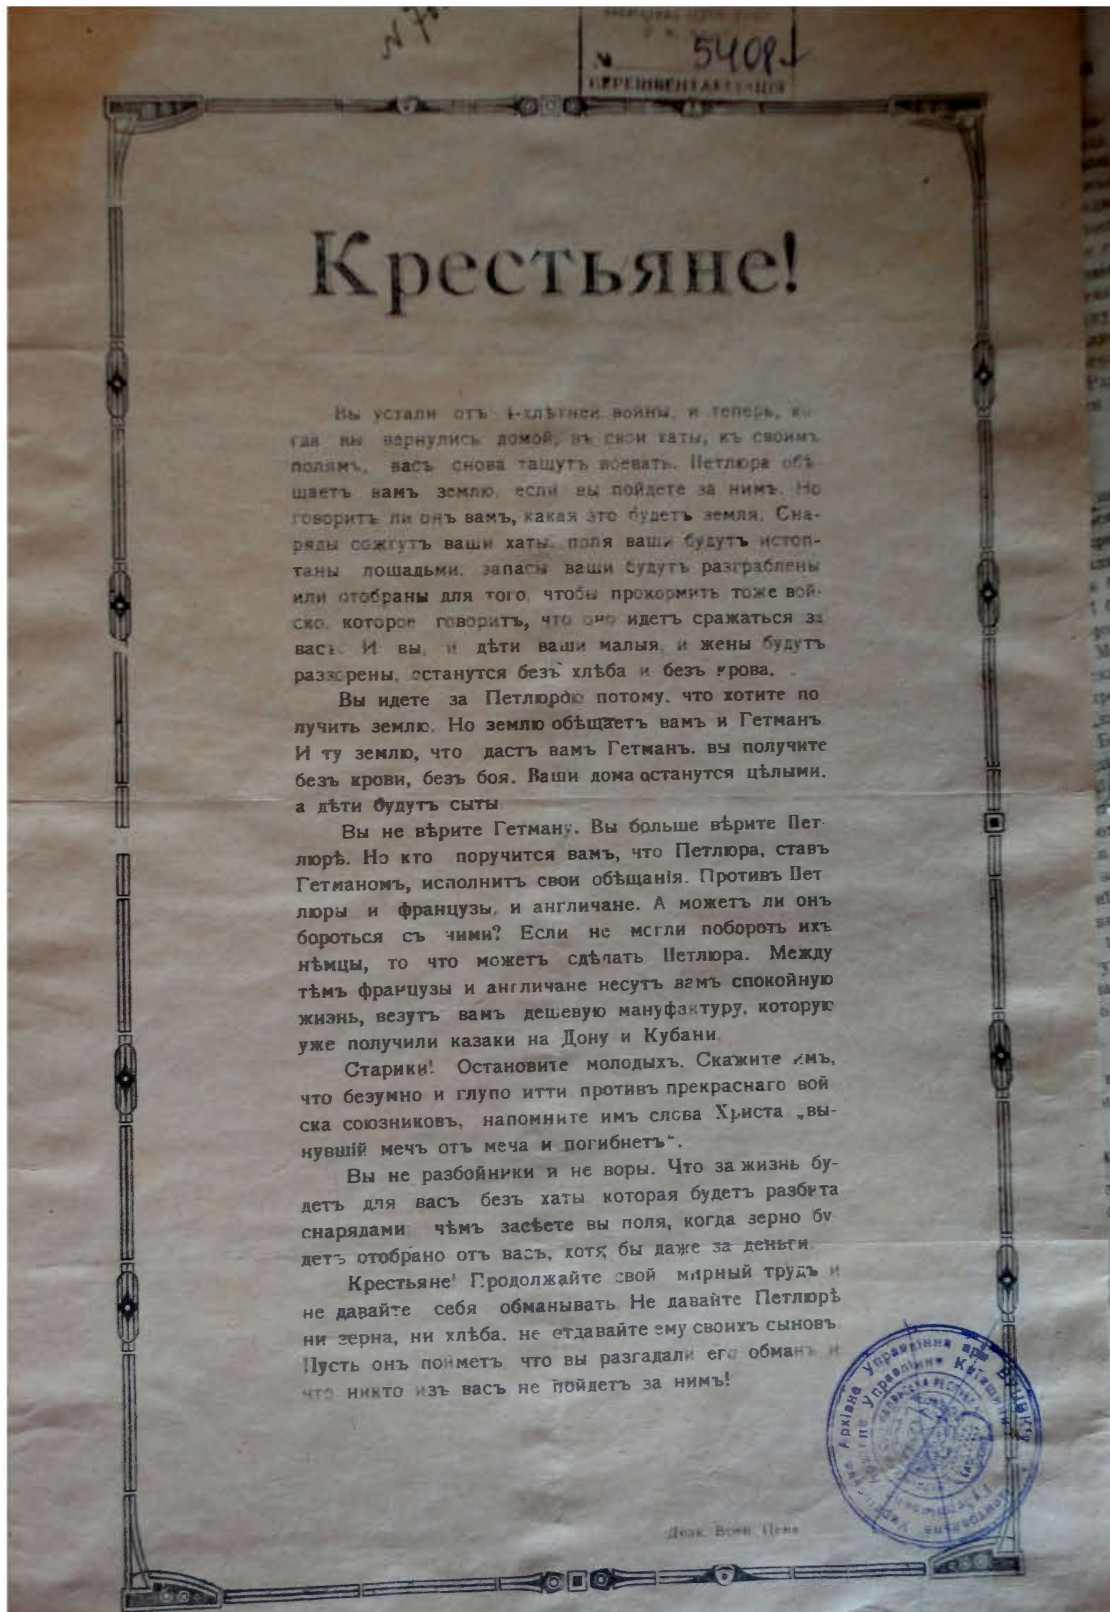 N
№ 5408
Крестьяне!
Вы устали отъ 4-хлѣтней войны, и теперь, ко
гда вы вернулись домой, въ свои хаты, къ своимъ
полямъ, васъ снова тащутъ воевать. Петлюра обѣ
щаетъ вамъ землю, если вы пойдете за нимъ. Но
говоритъ ли онъ вамъ, какая это будетъ земля. Сна-
ряды сожгутъ ваши хаты, поля ваши будутъ истоп-
таны лошадьми, запасы ваши будутъ разграблены
или отобраны для того, чтобы прокормить тоже вой-
ско, которое говоритъ, что оно идетъ сражаться за
васъ. И вы, и дѣти ваши малыя, и жены будутъ
разорены, останутся безъ хлѣба и безъ крова.
Вы идете за Петлюрою потому, что хотите по
лучить землю. Но землю обѣщаетъ вамъ и Гетманъ
И ту землю, что дастъ вамъ Гетманъ, вы получите
безъ крови, безъ боя. Ваши дома останутся цѣлыми,
а дѣти будутъ сыты
Вы не вѣрите Гетману. Вы больше вѣрите Пет-
люрѣ. Но кто поручится вамъ, что Петлюра, ставъ
Гетманомъ, исполнитъ свои обѣщанія. Противъ Пет
люры и французы, и англичане. А можетъ ли онъ
бороться съ ними? Если не могли побороть ихъ
нѣмцы, то что можетъ сдѣлать Петлюра. Между
тѣмъ французы и англичане несутъ вамъ спокойную
жизнь, везутъ вамъ дешевую мануфактуру, которую
уже получили казаки на Дону и Кубани.
Старики! Остановите молодыхъ. Скажите имъ,
что безумно и глупо итти противъ прекраснаго вой
ска союзниковъ, напомните имъ слова Христа „вы-
нувшій мечъ отъ меча и погибнетъ“.
Вы не разбойники и не воры. Что за жизнь бу-
детъ для васъ безъ хаты которая будетъ разбита
снарядами чѣмъ засѣете вы поля, когда зерно бу
детъ отобрано отъ васъ, хотя бы даже за деньги
Крестьяне! Продолжайте свой мирный трудъ и
не давайте себя обманывать Не давайте Петлюрѣ
ни зерна, ни хлѣба, не отдавайте ему своихъ сыновъ
Пусть онъ пойметъ что вы разгадали его обманъ и
что никто изъ васъ не пойдетъ за нимъ!
Архівне Управління при
Управління Київщини